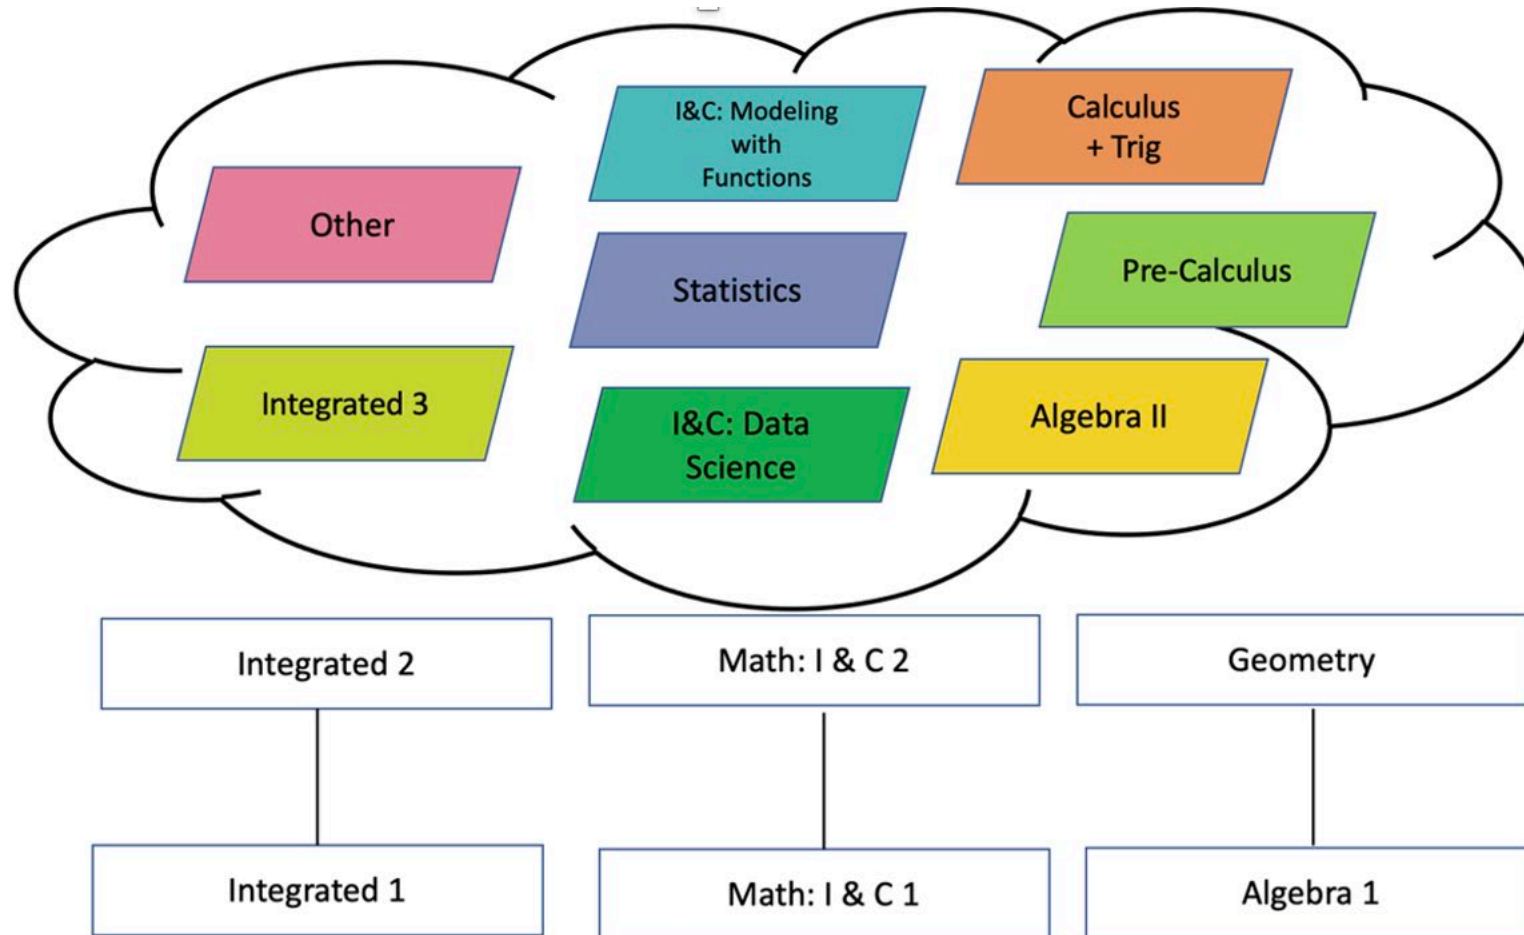 I&C: Modeling
with
Functions
Calculus
+ Trig
Other
Statistics
Pre-Calculus
Integrated 3
I&C: Data
Science
Algebra II
Integrated 2
Math: I & C 2
Geometry
Integrated 1
Math: I & C 1
Algebra 1